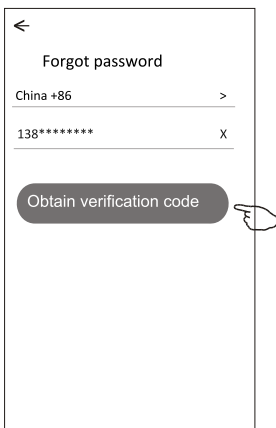 Forgot password
China +86 >
138******** X
Obtain verification code